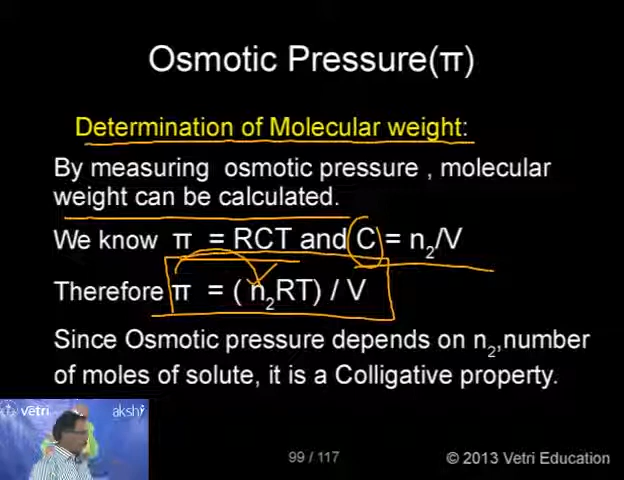 Osmotic Pressure(π)
Determination of Molecular weight:
By measuring osmotic pressure , molecular
weight can be calculated.
We know π = RCT and C = n₂/V
Therefore π = ( n₂RT) / V
Since Osmotic pressure depends on n₂,number
of moles of solute, it is a Colligative property.
vetri akshi
99 / 117
© 2013 Vetri Education